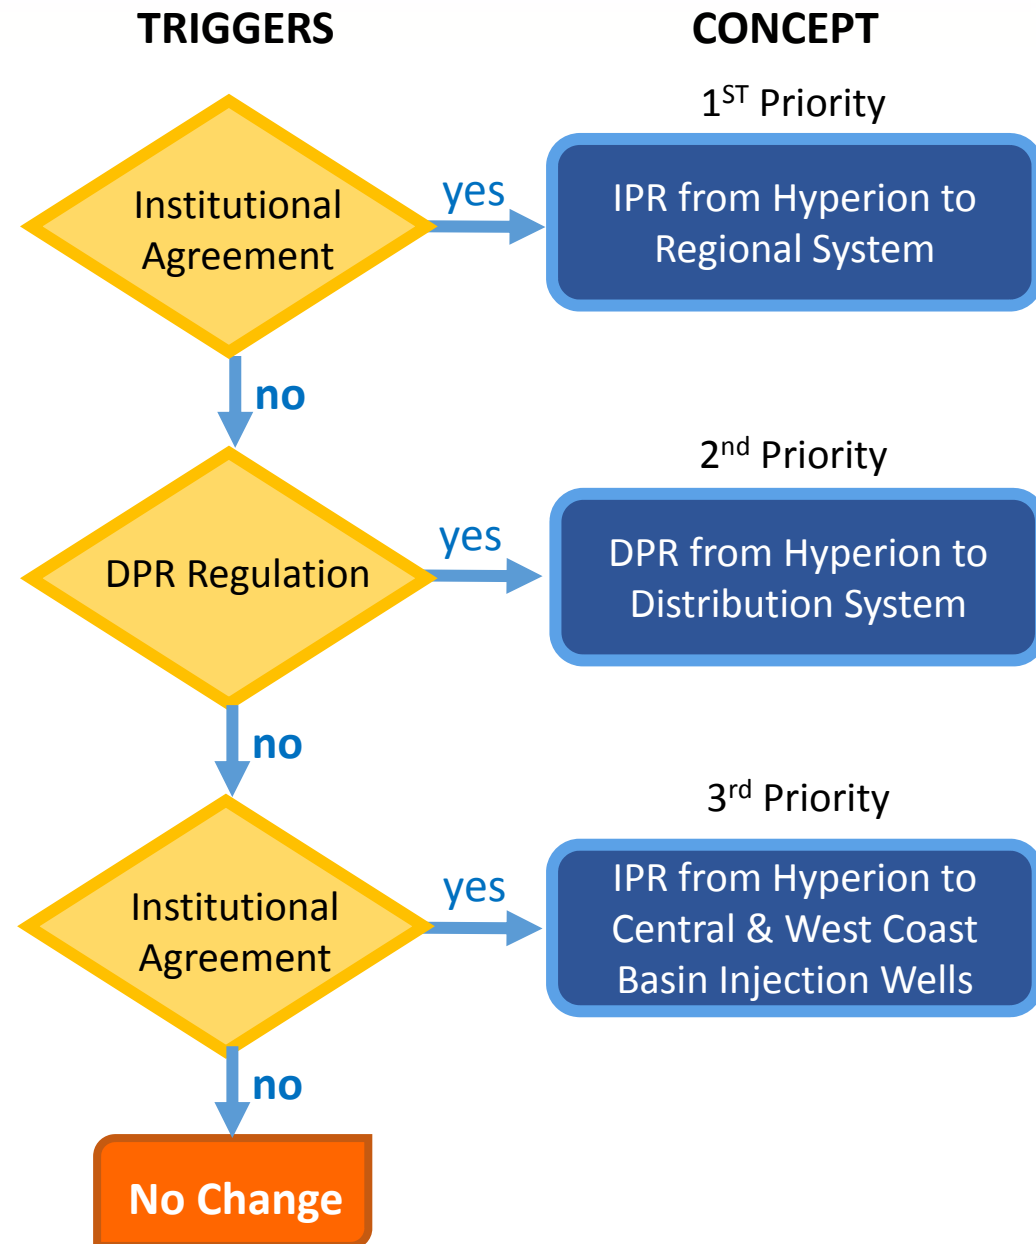 TRIGGERS
CONCEPT
1ST Priority
Institutional
Agreement
yes
IPR from Hyperion to
Regional System
no
2nd Priority
DPR Regulation
yes
DPR from Hyperion to
Distribution System
no
3rd Priority
Institutional
Agreement
yes
IPR from Hyperion to
Central & West Coast
Basin Injection Wells
no
No Change